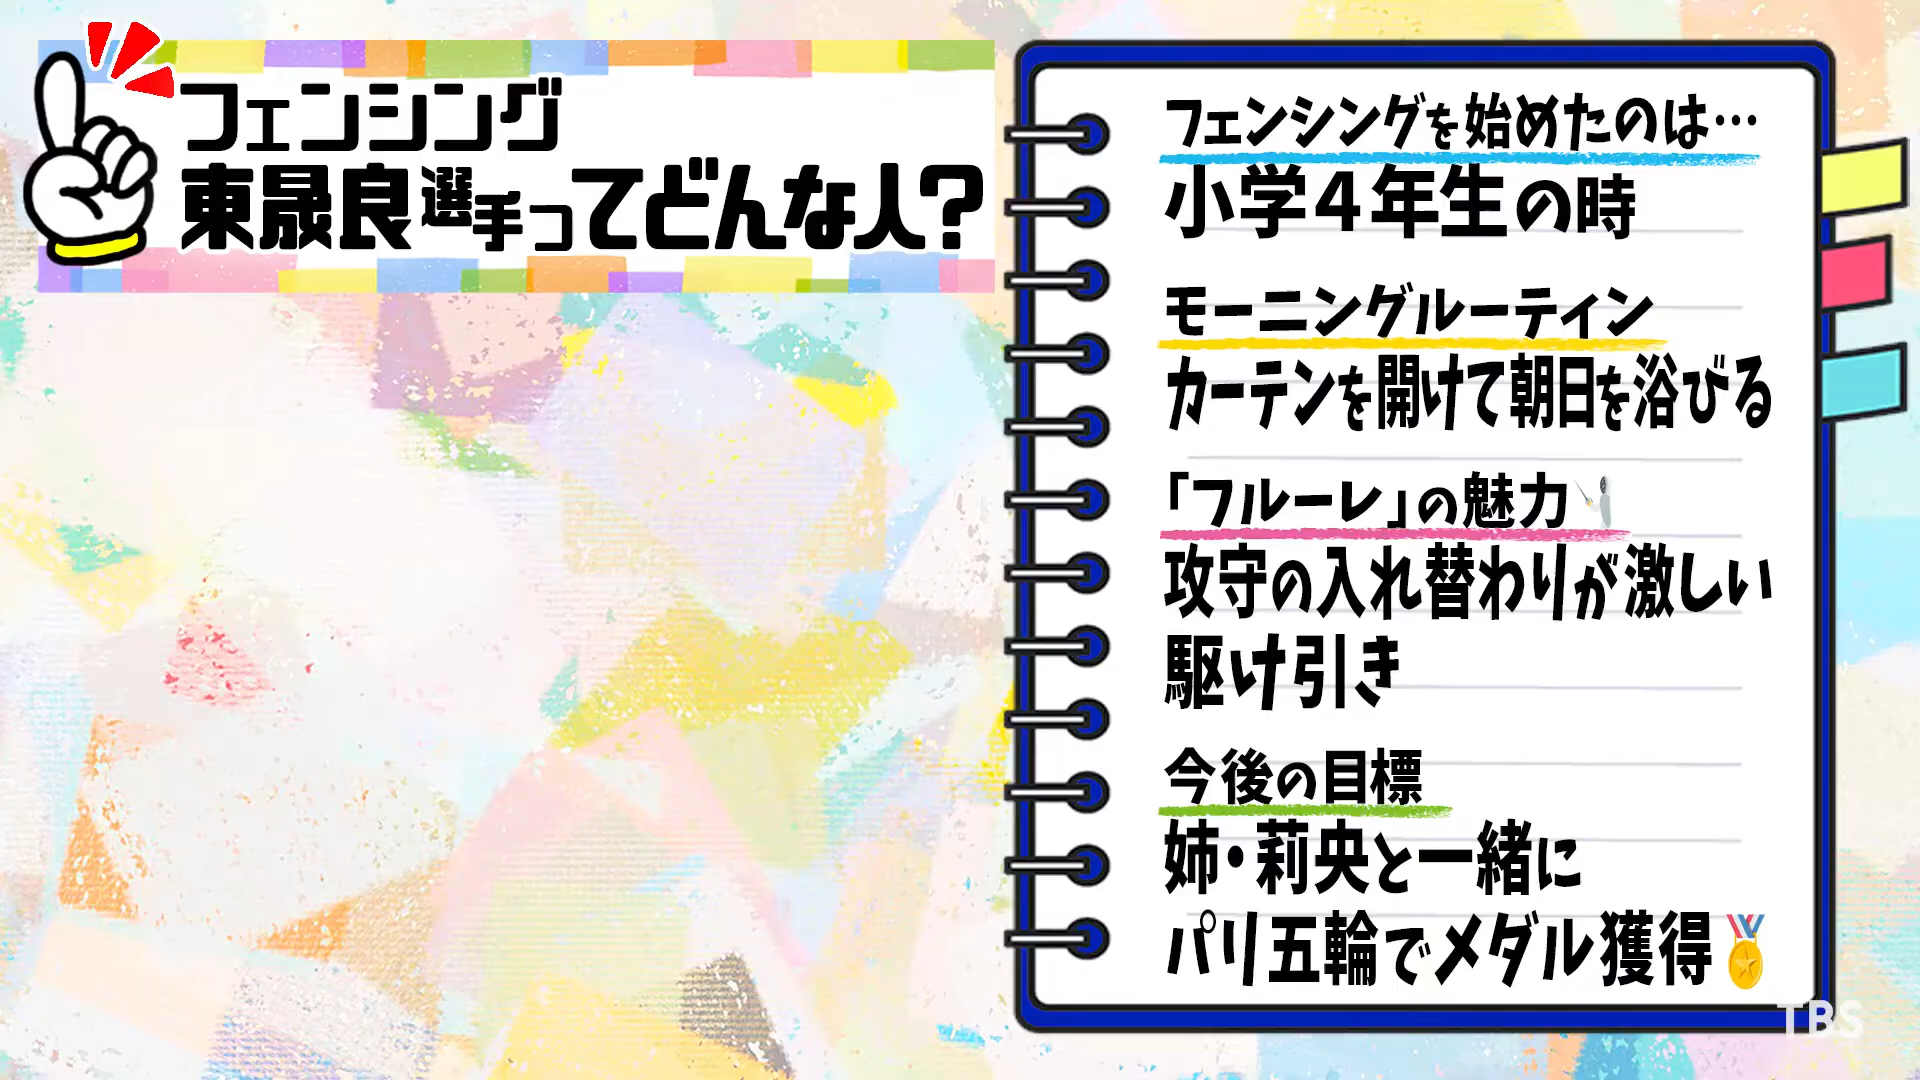 フェンシング
東晟良選手ってどんな人?
フェンシングを始めたのは…
小学4年生の時
モーニングルーティン
カーテンを開けて朝日を浴びる
「フルーレ」の魅力🤺
攻守の入れ替わりが激しい
駆け引き
今後の目標
姉・莉央と一緒に
パリ五輪でメダル獲得🏅
TBS